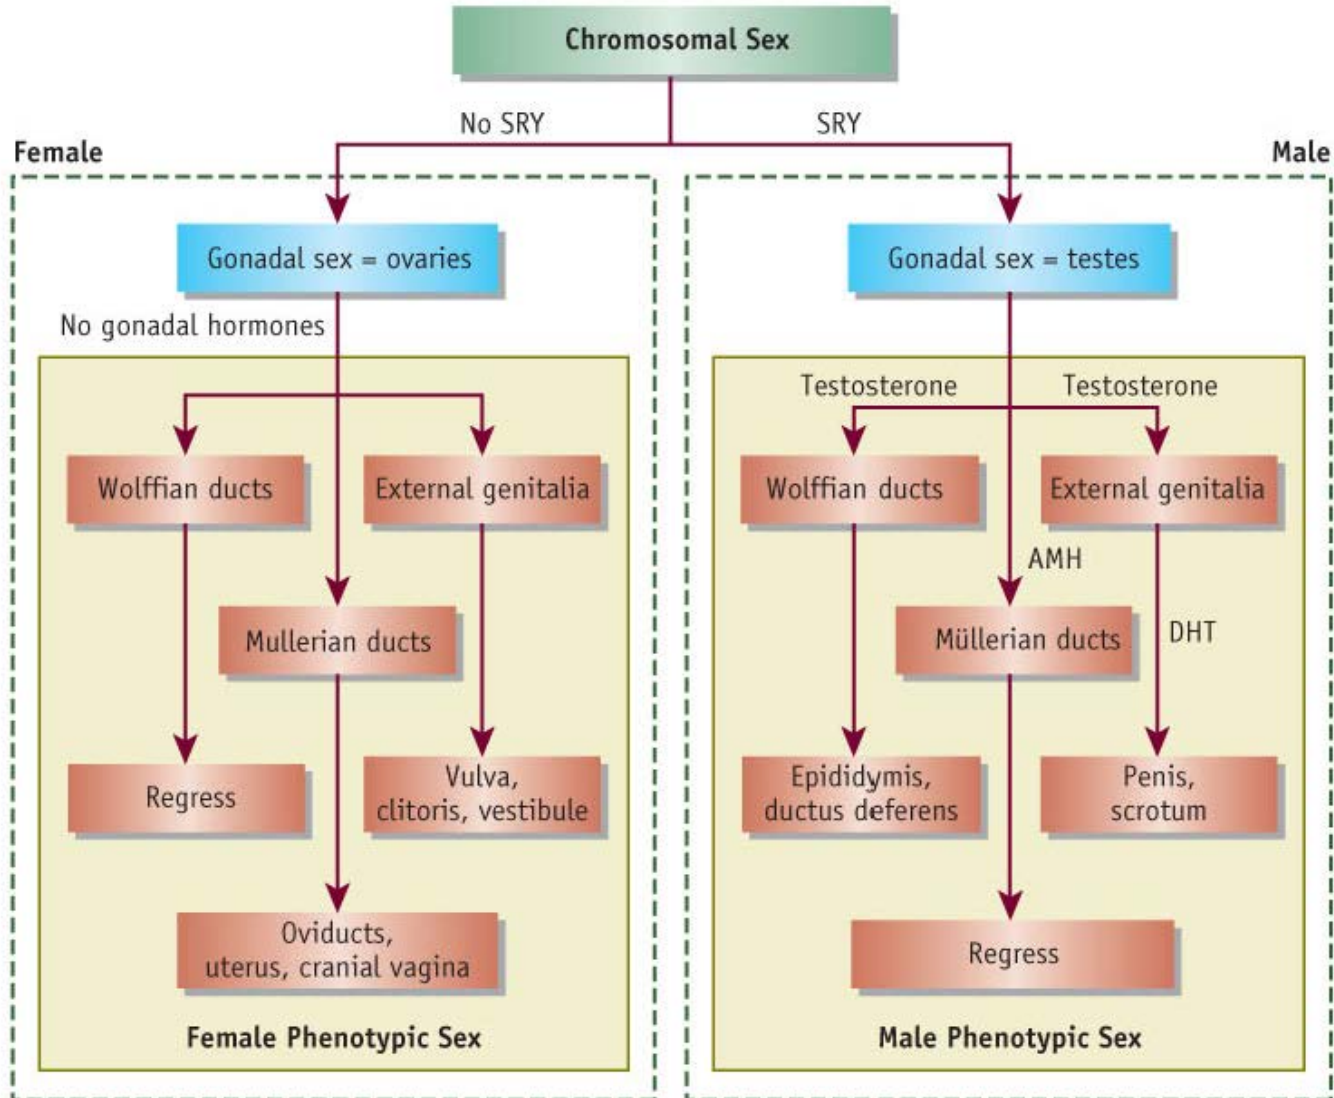 Chromosomal Sex
No SRY
SRY
Female
Male
Gonadal sex = ovaries
Gonadal sex = testes
No gonadal hormones
Testosterone
Testosterone
Wolffian ducts
External genitalia
Wolffian ducts
External genitalia
AMH
Mullerian ducts
Müllerian ducts
DHT
Regress
Vulva,
clitoris, vestibule
Epididymis,
ductus deferens
Penis,
scrotum
Oviducts,
uterus, cranial vagina
Regress
Female Phenotypic Sex
Male Phenotypic Sex